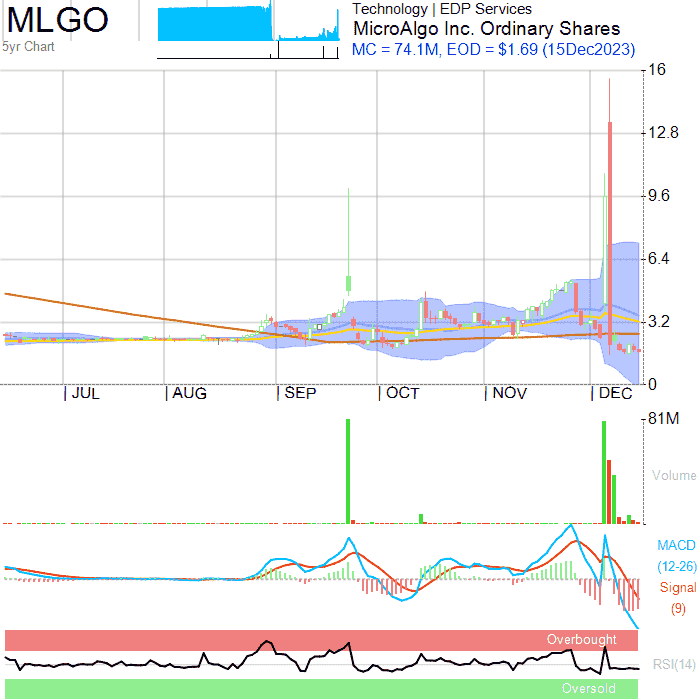 MLGO
5yr Chart
Technology | EDP Services
MicroAlgo Inc. Ordinary Shares
MC = 74.1M, EOD = $1.69 (15Dec2023)
16
12.8
9.6
6.4
3.2
0
| JUL | AUG | SEP | OCT | NOV | DEC
81M
Volume
MACD
(12-26)
Signal
(9)
Overbought
RSI(14)
Oversold